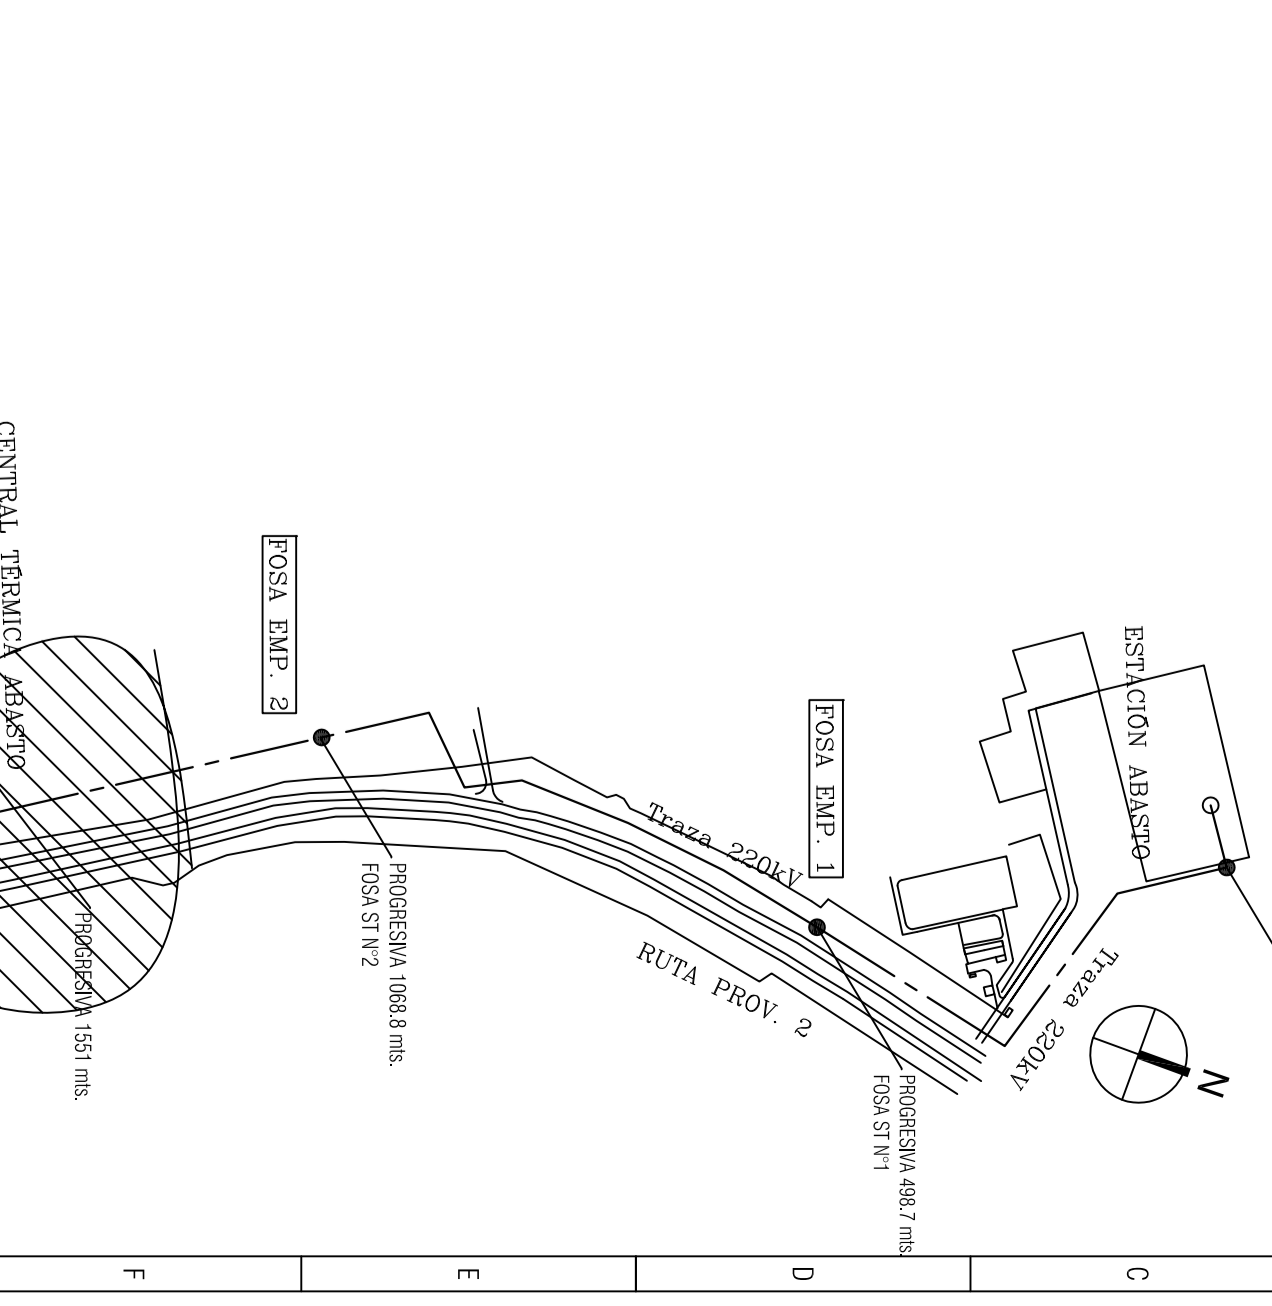 ESTACIÓN ABASTO
Traza 220kV
N
FOSA EMP. 1
PROGRESIVA 498.7 mts.
FOSA ST N°1
Traza 220kV
RUTA PROV. 2
FOSA EMP. 2
PROGRESIVA 1068.8 mts.
FOSA ST N°2
CENTRAL TERMICA ABASTO
PROGRESIVA 1551 mts.
C
D
E
F